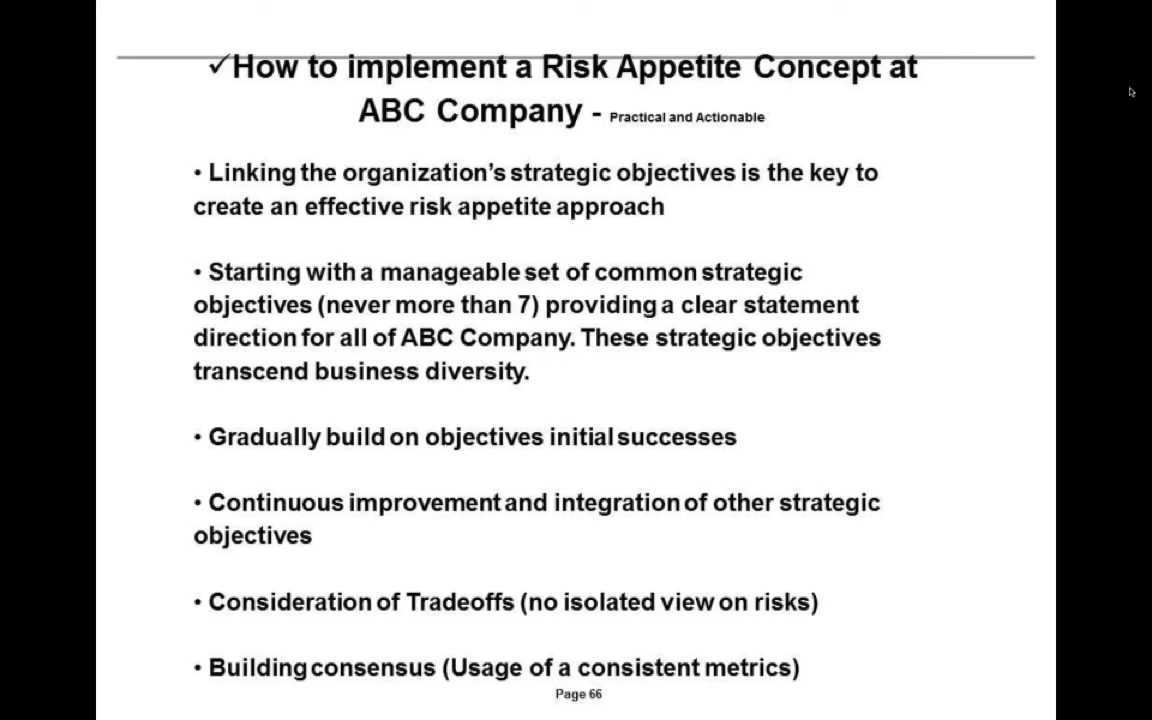 ✓How to implement a Risk Appetite Concept at
ABC Company - Practical and Actionable
• Linking the organization's strategic objectives is the key to
create an effective risk appetite approach
• Starting with a manageable set of common strategic
objectives (never more than 7) providing a clear statement
direction for all of ABC Company. These strategic objectives
transcend business diversity.
• Gradually build on objectives initial successes
• Continuous improvement and integration of other strategic
objectives
• Consideration of Tradeoffs (no isolated view on risks)
• Building consensus (Usage of a consistent metrics)
Page 66